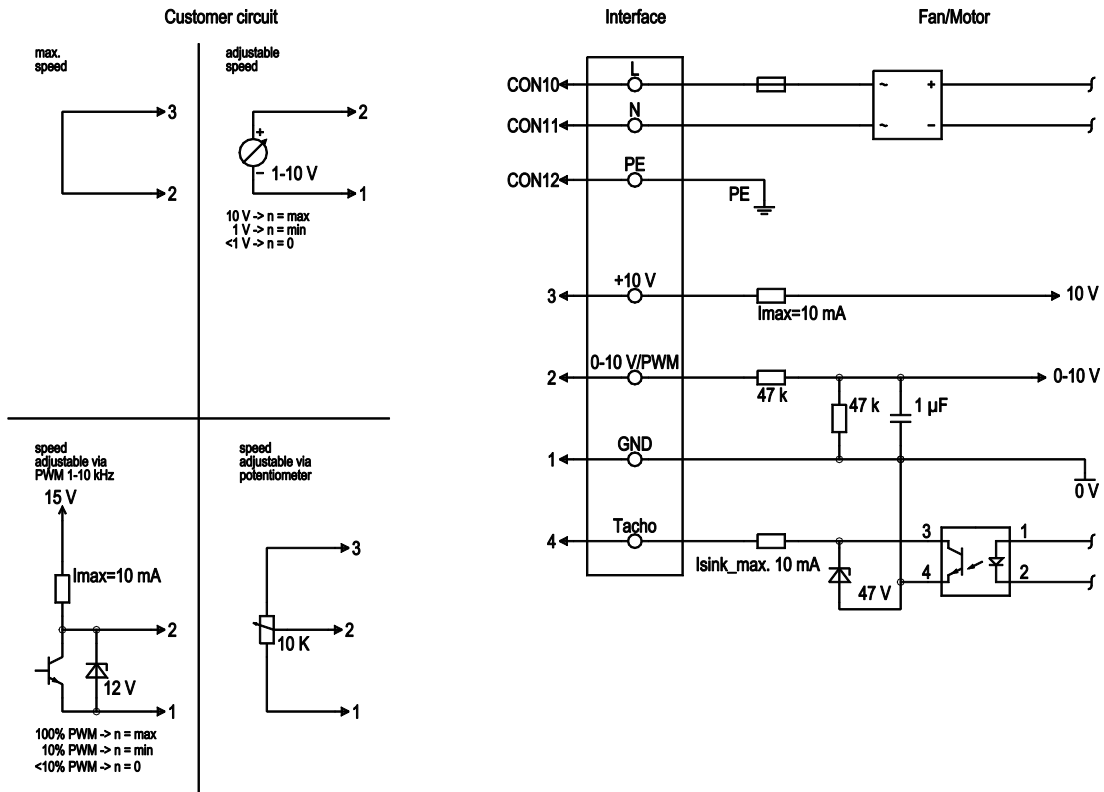 Customer circuit
Interface
Fan/Motor
max.
speed
3
2
adjustable
speed
2
+
1-10 V
−
1
10 V -> n = max
1 V -> n = min
<1 V -> n = 0
speed
adjustable via
PWM 1-10 kHz
15 V
Imax=10 mA
2
12 V
1
100% PWM -> n = max
10% PWM -> n = min
<10% PWM -> n = 0
speed
adjustable via
potentiometer
3
2
10 K
1
L
CON10
~ +
N
CON11
~ −
PE
CON12
PE
+10 V
3
10 V
Imax=10 mA
0-10 V/PWM
2
0-10 V
47 k
47 k
1 µF
GND
1
0 V
Tacho
4
3
1
Isink_max. 10 mA
4
2
47 V